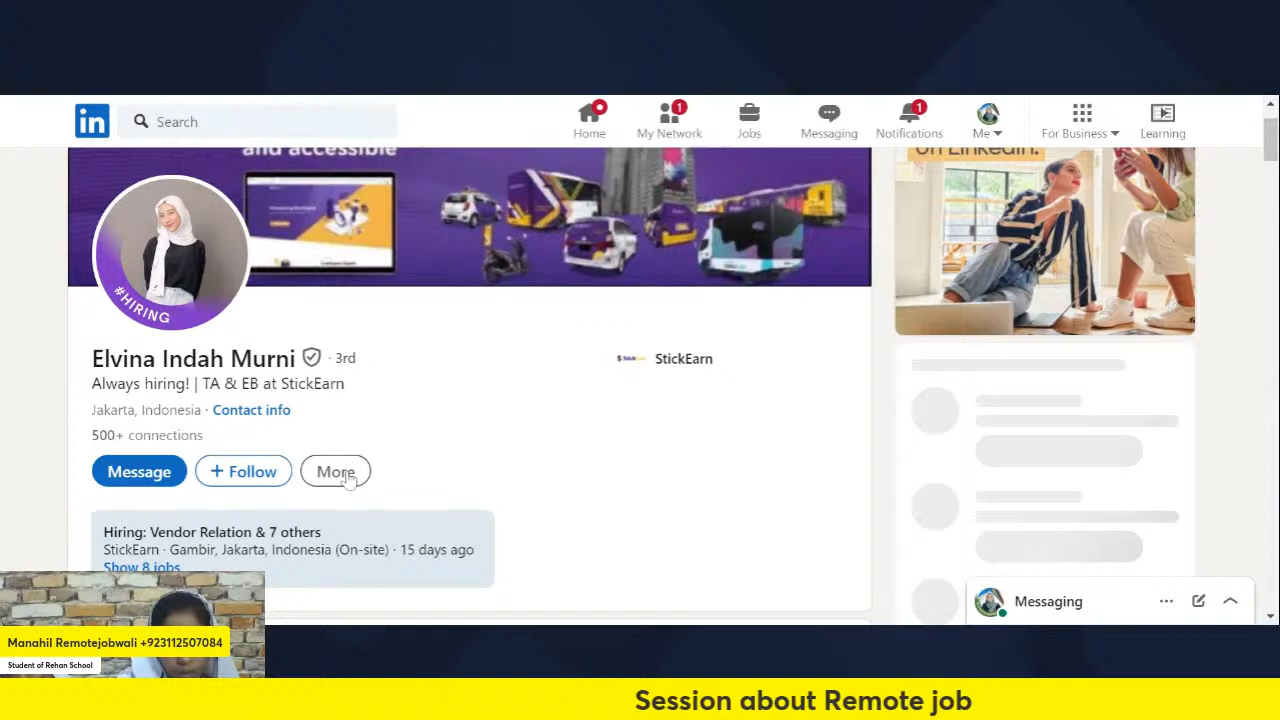 in
Search
Home
1
My Network
Jobs
Messaging
1
Notifications
Me
For Business
Learning
and accessible
on LinkedIn.
#HIRING
Elvina Indah Murni · 3rd
StickEarn
Always hiring! | TA & EB at StickEarn
Jakarta, Indonesia · Contact info
500+ connections
Message
+ Follow
More
Hiring: Vendor Relation & 7 others
StickEarn · Gambir, Jakarta, Indonesia (On-site) · 15 days ago
Show 8 jobs
Messaging
Manahil Remotejobwali +923112507084
Student of Rehan School
Session about Remote job